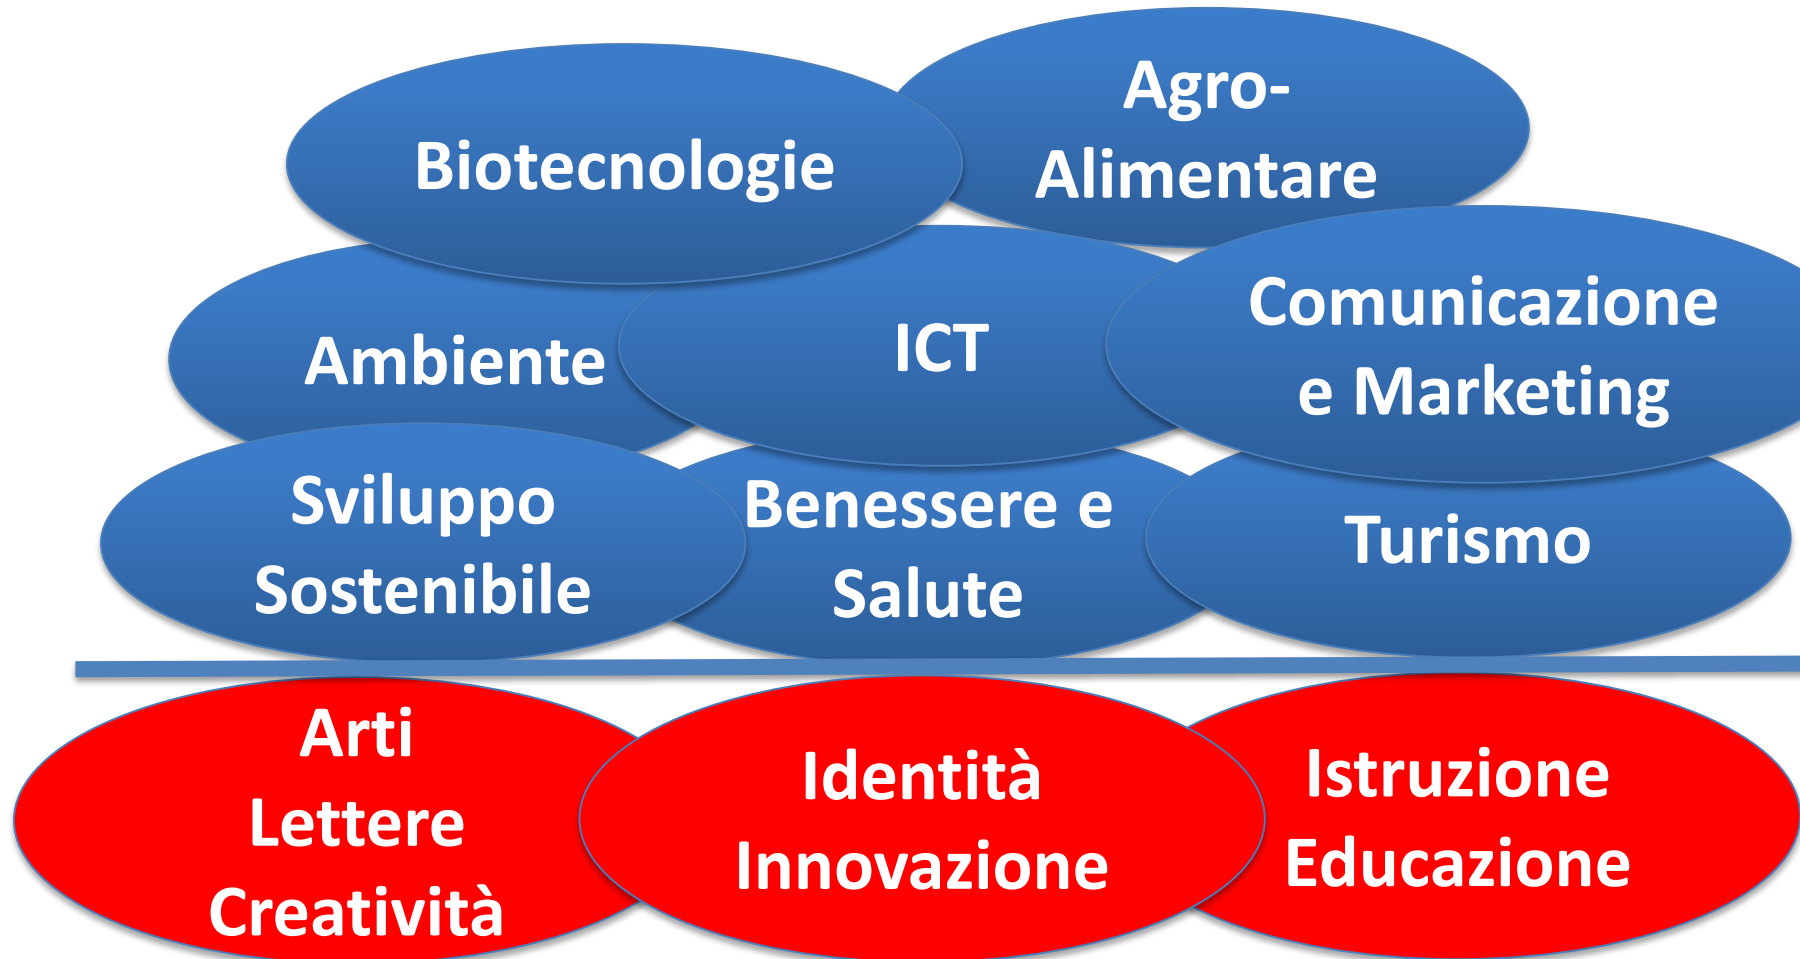 Biotecnologie
Agro-
Alimentare
Ambiente
ICT
Comunicazione
e Marketing
Sviluppo
Sostenibile
Benessere e
Salute
Turismo
Arti
Lettere
Creatività
Identità
Innovazione
Istruzione
Educazione